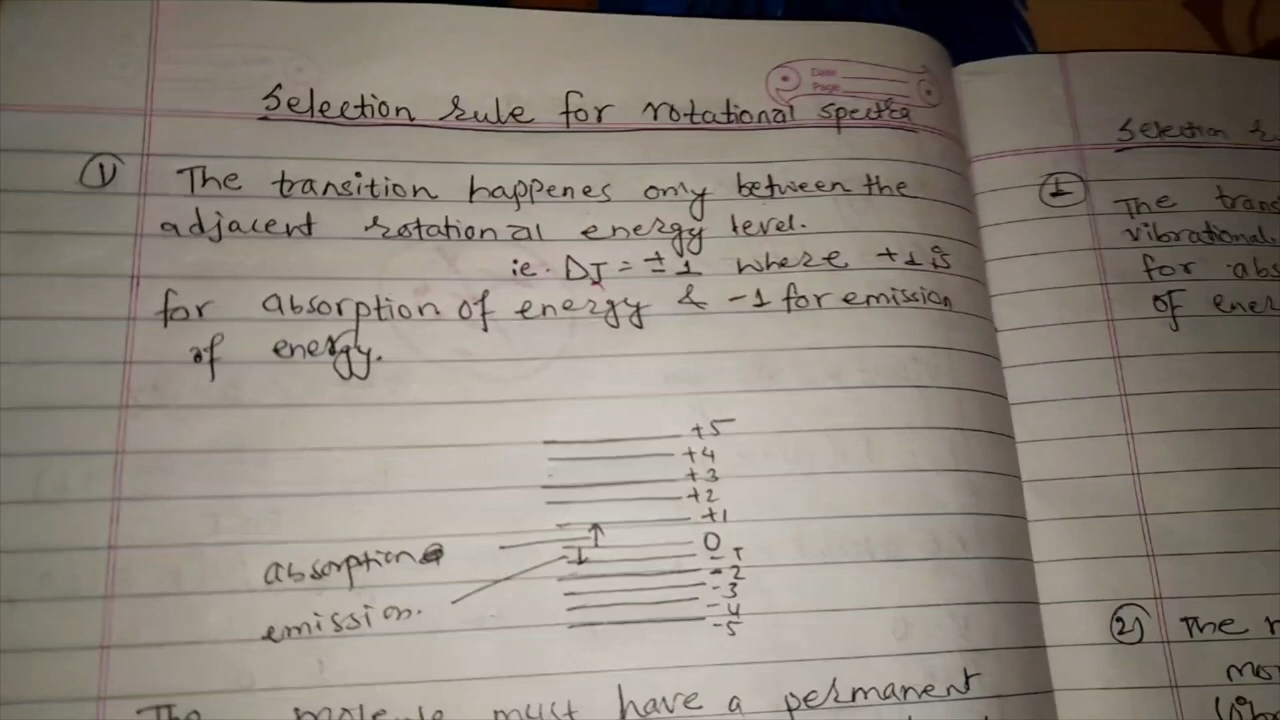 Date
Page
Selection rule for rotational spectra
1) The transition happenes only between the
adjacent rotational energy level.
ie. ΔJ = ±1 where +1 is
for absorption of energy & -1 for emission
of energy.
+5
+4
+3
+2
+1
0
-1
-2
-3
-4
-5
absorption
emission.
The molecule must have a permanent
Selection
1 The trans
vibrational
for abs
of ener
2) The
mo